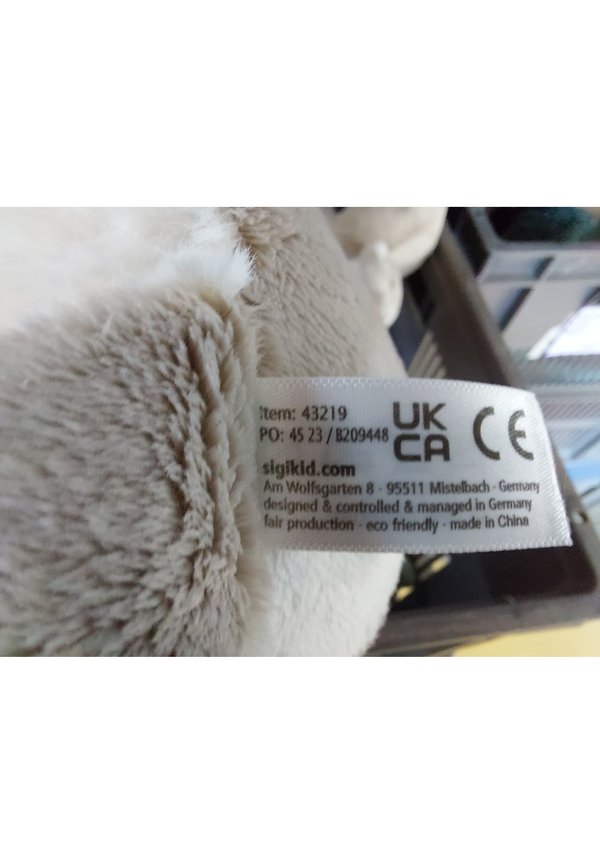 Item: 43219
PO: 45 23 / B209448
UK
CA
CE
sigikid.com
Am Wolfsgarten 8 · 95511 Mistelbach · Germany
designed & controlled & managed in Germany
fair production · eco friendly · made in China